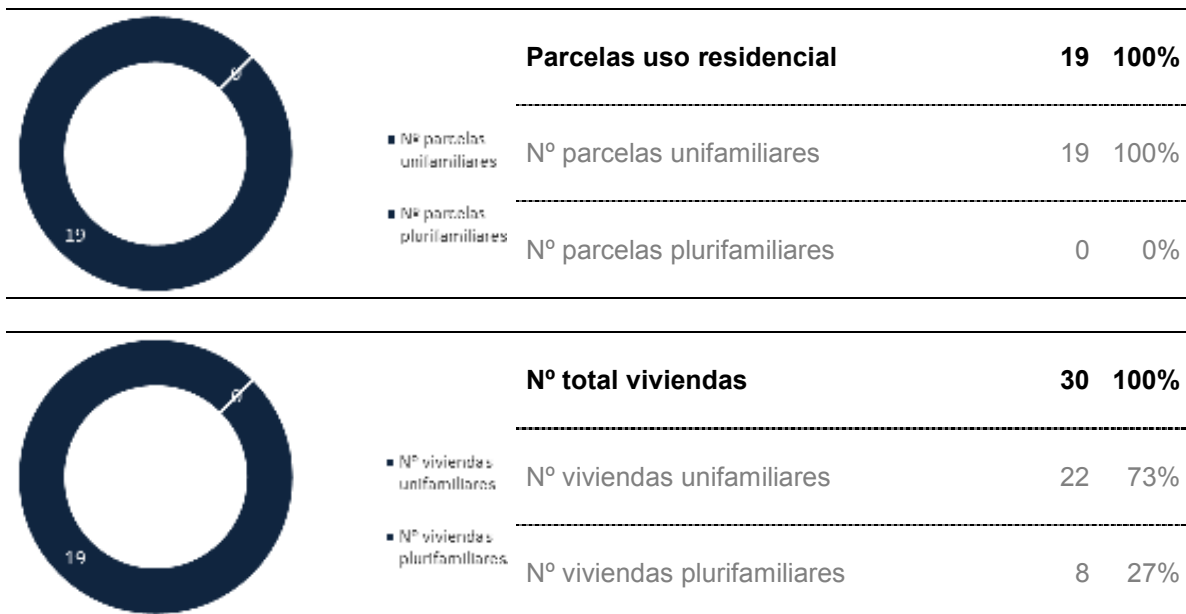 0
19
Nº parcelas
unifamiliares
Nº parcelas
plurifamiliares
Parcelas uso residencial 19 100%
Nº parcelas unifamiliares 19 100%
Nº parcelas plurifamiliares 0 0%
0
19
Nº viviendas
unifamiliares
Nº viviendas
plurifamiliares
Nº total viviendas 30 100%
Nº viviendas unifamiliares 22 73%
Nº viviendas plurifamiliares 8 27%